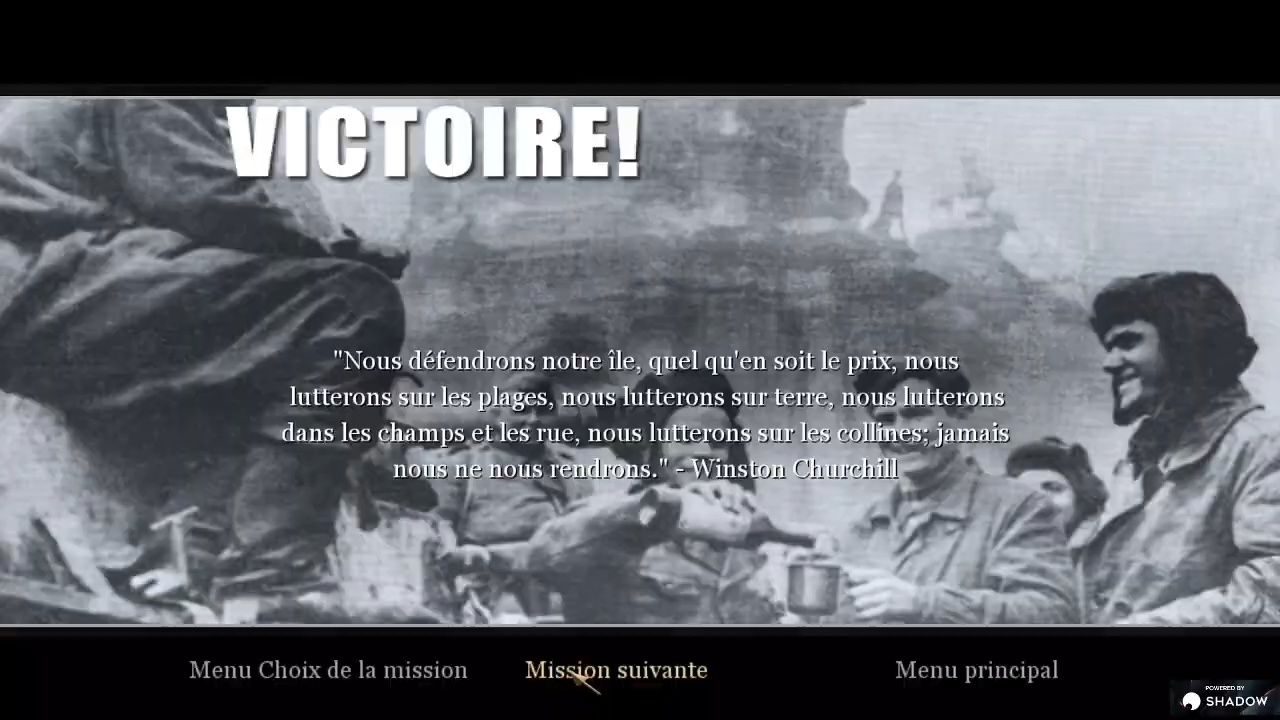 VICTOIRE!
"Nous défendrons notre île, quel qu'en soit le prix, nous
lutterons sur les plages, nous lutterons sur terre, nous lutterons
dans les champs et les rue, nous lutterons sur les collines; jamais
nous ne nous rendrons." - Winston Churchill
Menu Choix de la mission
Mission suivante
Menu principal
POWERED BY
SHADOW